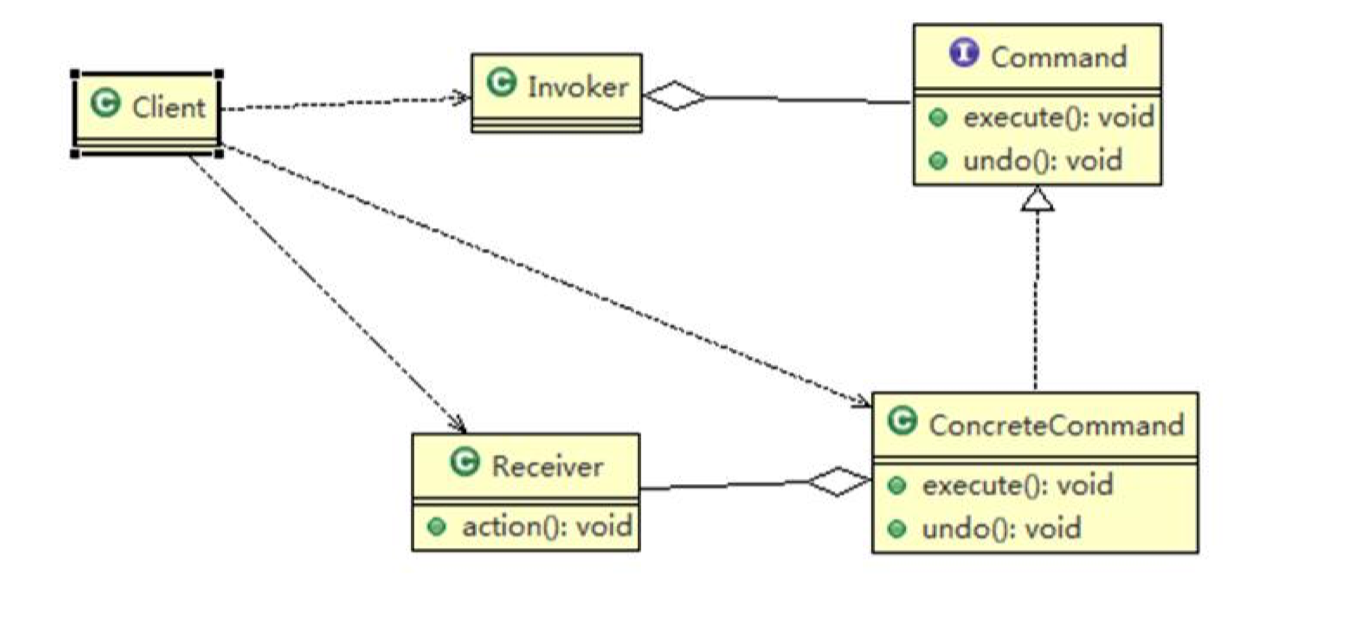 Client
Invoker
I Command
execute(): void
undo(): void
C Receiver
action(): void
C ConcreteCommand
execute(): void
undo(): void